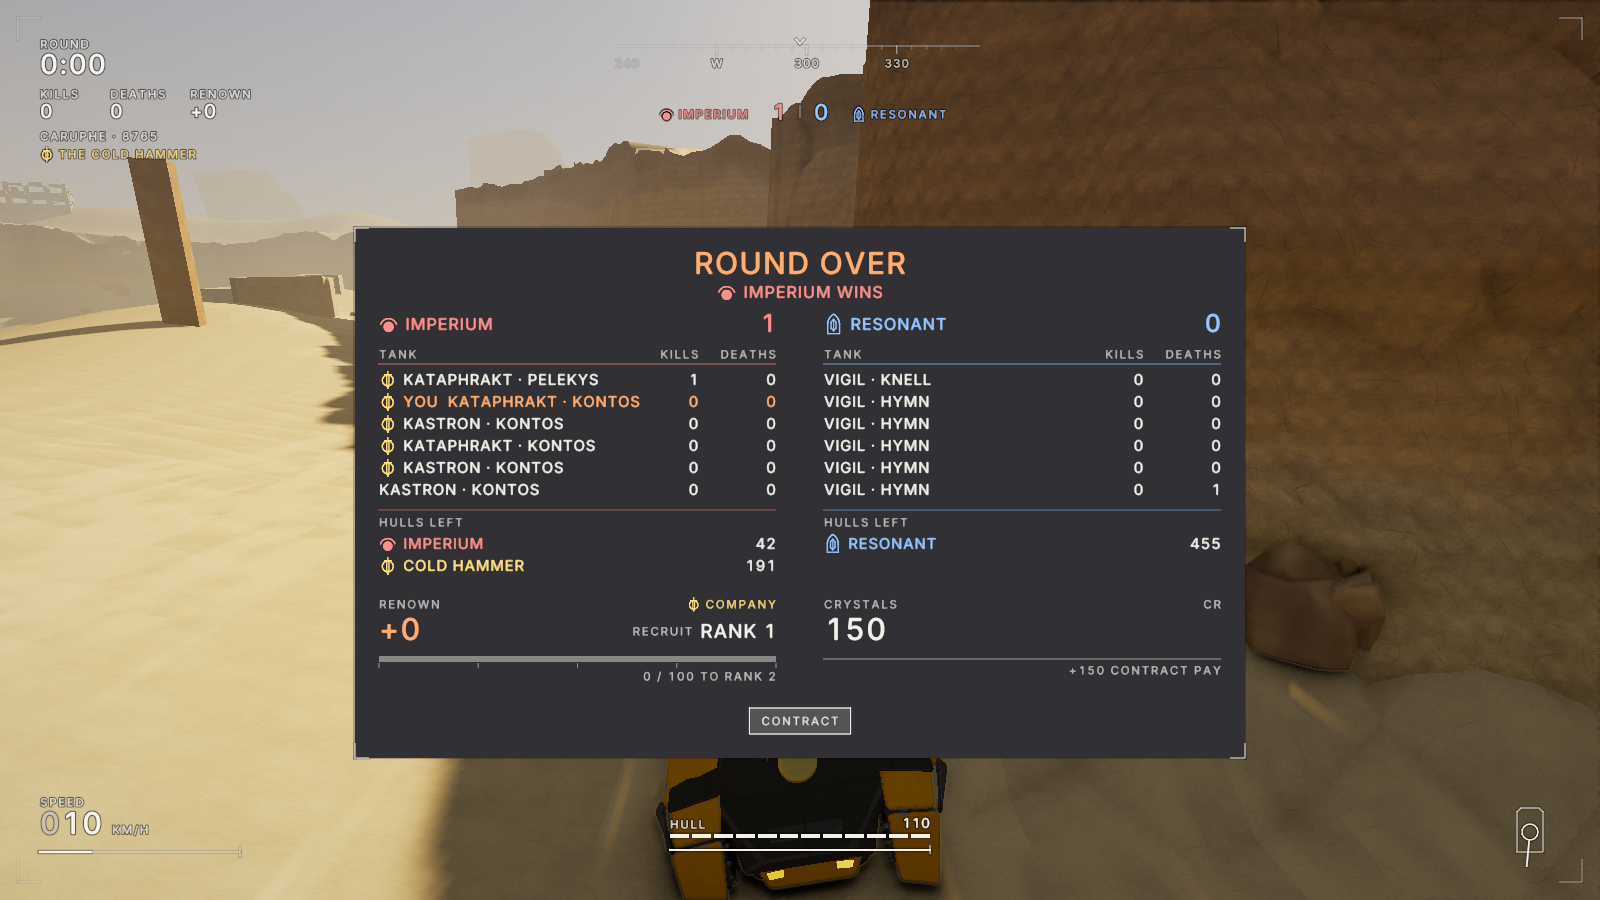 ROUND
0:00
KILLS DEATHS RENOWN
0 0 +0
CARUPHE · 8765
THE COLD HAMMER
240 W 300 330
IMPERIUM 1 0 RESONANT
ROUND OVER
IMPERIUM WINS
IMPERIUM 1
TANK KILLS DEATHS
KATAPHRAKT · PELEKYS 1 0
YOU KATAPHRAKT · KONTOS 0 0
KASTRON · KONTOS 0 0
KATAPHRAKT · KONTOS 0 0
KASTRON · KONTOS 0 0
KASTRON · KONTOS 0 0
HULLS LEFT
IMPERIUM 42
COLD HAMMER 191
RESONANT 0
TANK KILLS DEATHS
VIGIL · KNELL 0 0
VIGIL · HYMN 0 0
VIGIL · HYMN 0 0
VIGIL · HYMN 0 0
VIGIL · HYMN 0 0
VIGIL · HYMN 0 1
HULLS LEFT
RESONANT 455
RENOWN COMPANY
+0 RECRUIT RANK 1
0 / 100 TO RANK 2
CRYSTALS CR
150
+150 CONTRACT PAY
CONTRACT
SPEED
010 KM/H
HULL 110